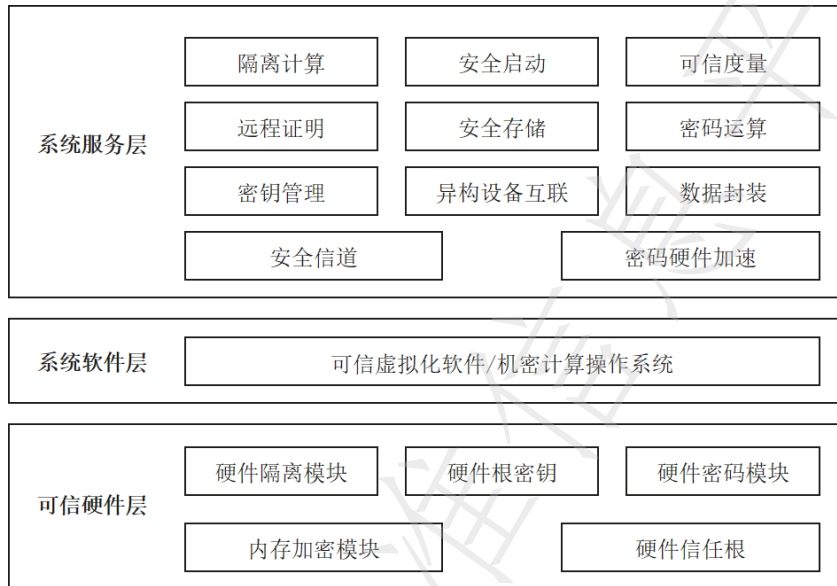 隔离计算 安全启动 可信度量
系统服务层
远程证明 安全存储 密码运算
密钥管理 异构设备互联 数据封装
安全信道 密码硬件加速
系统软件层 可信虚拟化软件/机密计算操作系统
硬件隔离模块 硬件根密钥 硬件密码模块
可信硬件层
内存加密模块 硬件信任根
准信息平